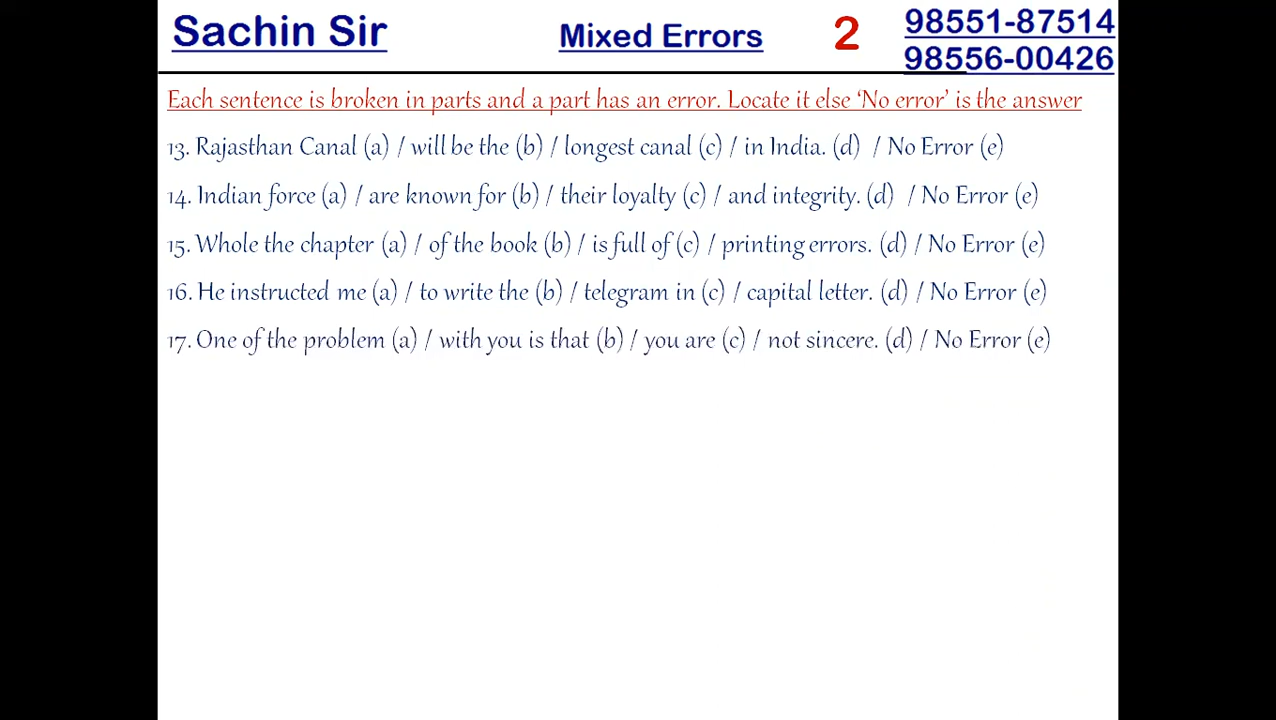 Sachin Sir Mixed Errors 2 98551-87514
98556-00426
Each sentence is broken in parts and a part has an error. Locate it else ‘No error’ is the answer
13. Rajasthan Canal (a) / will be the (b) / longest canal (c) / in India. (d) / No Error (e)
14. Indian force (a) / are known for (b) / their loyalty (c) / and integrity. (d) / No Error (e)
15. Whole the chapter (a) / of the book (b) / is full of (c) / printing errors. (d) / No Error (e)
16. He instructed me (a) / to write the (b) / telegram in (c) / capital letter. (d) / No Error (e)
17. One of the problem (a) / with you is that (b) / you are (c) / not sincere. (d) / No Error (e)